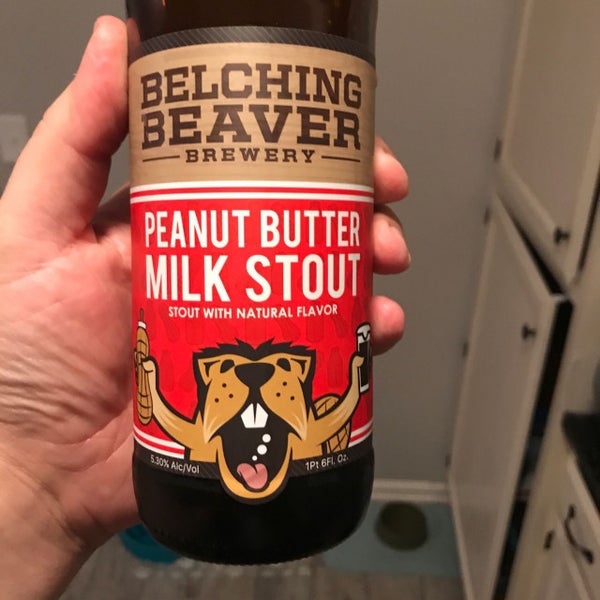 BELCHING
BEAVER
BREWERY
PEANUT BUTTER
MILK STOUT
STOUT WITH NATURAL FLAVOR
5.30% Alc/Vol
1Pt 6Fl. Oz.